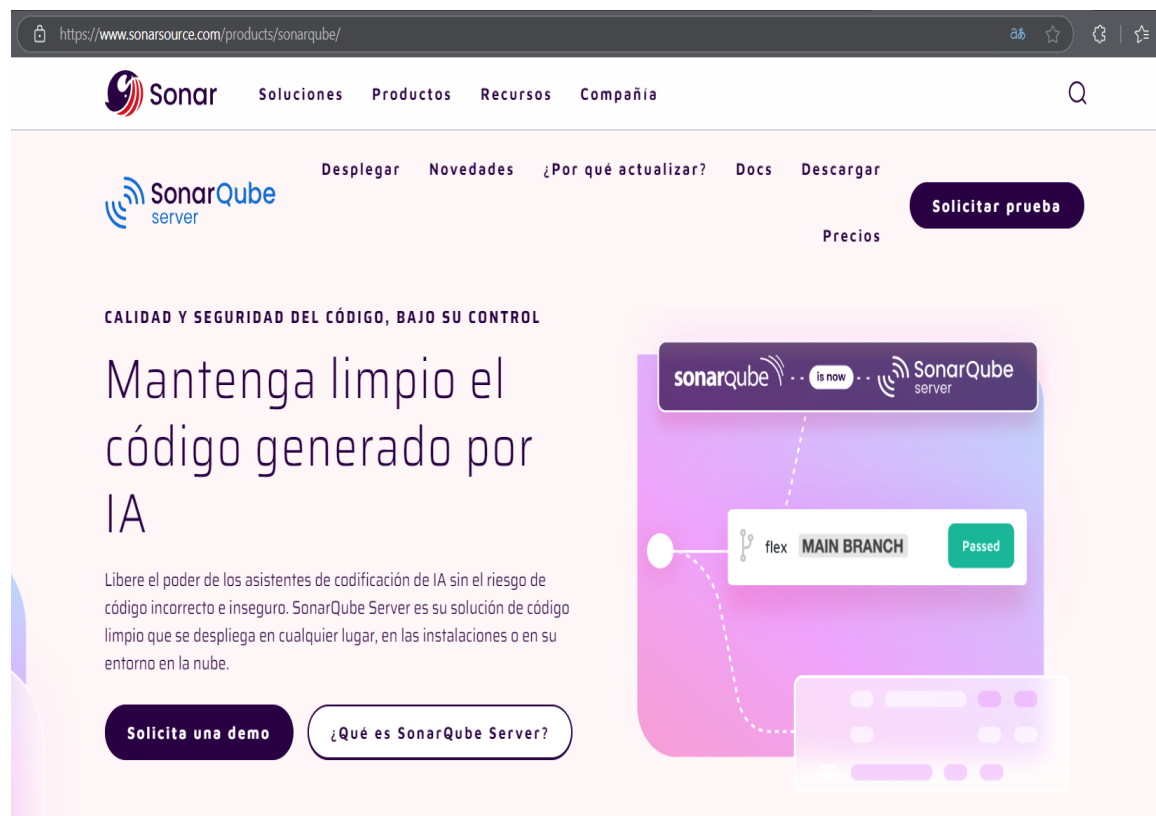 https://www.sonarsource.com/products/sonarqube/
Sonar Soluciones Productos Recursos Compañía
SonarQube
server
Desplegar Novedades ¿Por qué actualizar? Docs Descargar
Precios
Solicitar prueba
CALIDAD Y SEGURIDAD DEL CÓDIGO, BAJO SU CONTROL
Mantenga limpio el
código generado por
IA
Libere el poder de los asistentes de codificación de IA sin el riesgo de
código incorrecto e inseguro. SonarQube Server es su solución de código
limpio que se despliega en cualquier lugar, en las instalaciones o en su
entorno en la nube.
Solicita una demo ¿Qué es SonarQube Server?
sonarqube is now SonarQube
server
flex MAIN BRANCH Passed